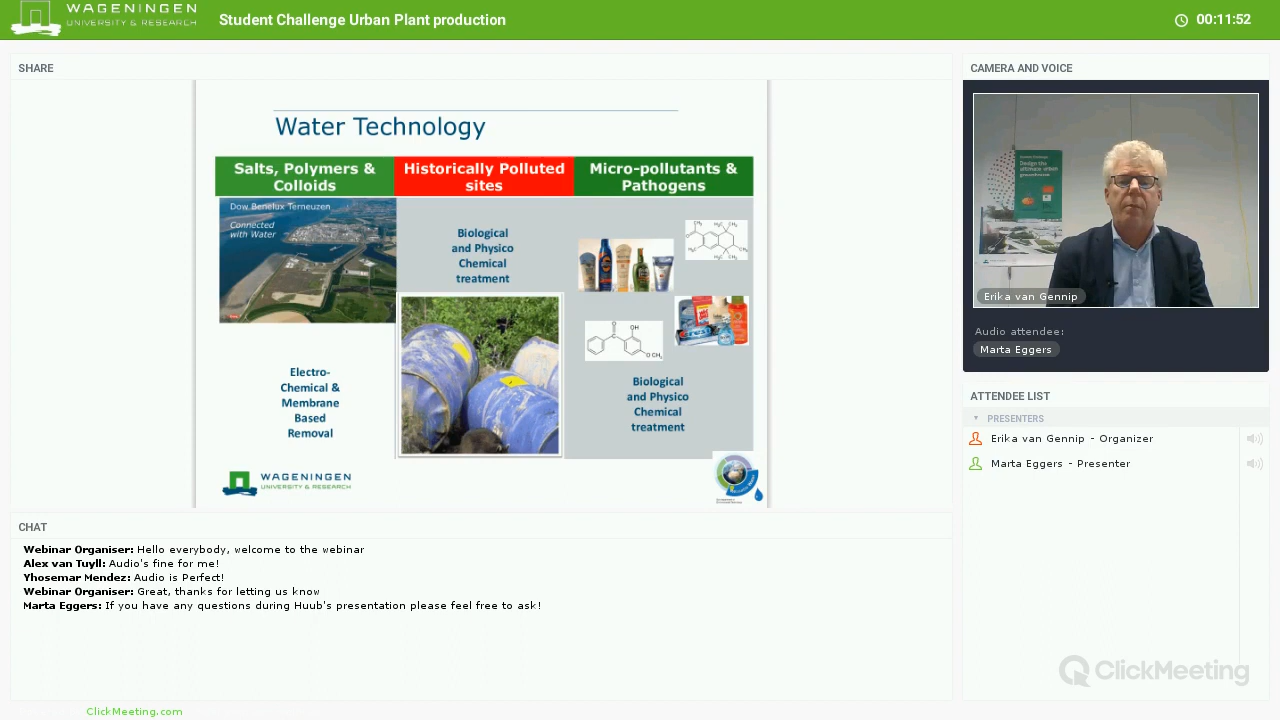 WAGENINGEN
UNIVERSITY & RESEARCH
Student Challenge Urban Plant production
00:11:52
SHARE
Water Technology
Salts, Polymers &
Colloids
Historically Polluted
sites
Micro-pollutants &
Pathogens
Dow Benelux Terneuzen
Connected
with Water
Biological
and Physico
Chemical
treatment
Electro-
Chemical &
Membrane
Based
Removal
Biological
and Physico
Chemical
treatment
WAGENINGEN
UNIVERSITY & RESEARCH
CAMERA AND VOICE
Design the
ultimate urban
greenhouse
Erika van Gennip
Audio attendee:
Marta Eggers
ATTENDEE LIST
PRESENTERS
Erika van Gennip - Organizer
Marta Eggers - Presenter
CHAT
Webinar Organiser: Hello everybody, welcome to the webinar
Alex van Tuyll: Audio's fine for me!
Yhosemar Mendez: Audio is Perfect!
Webinar Organiser: Great, thanks for letting us know
Marta Eggers: If you have any questions during Huub's presentation please feel free to ask!
ClickMeeting
ClickMeeting.com